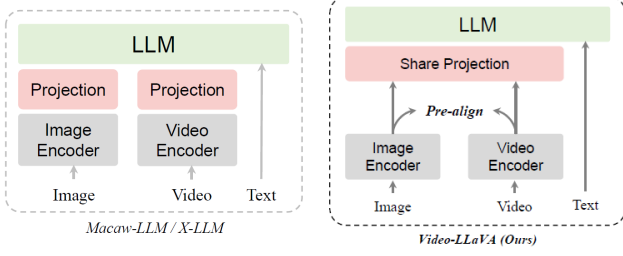 LLM
Projection
Projection
Image
Encoder
Video
Encoder
Image
Video
Text
Macaw-LLM / X-LLM
LLM
Share Projection
Pre-align
Image
Encoder
Video
Encoder
Image
Video
Text
Video-LLaVA (Ours)